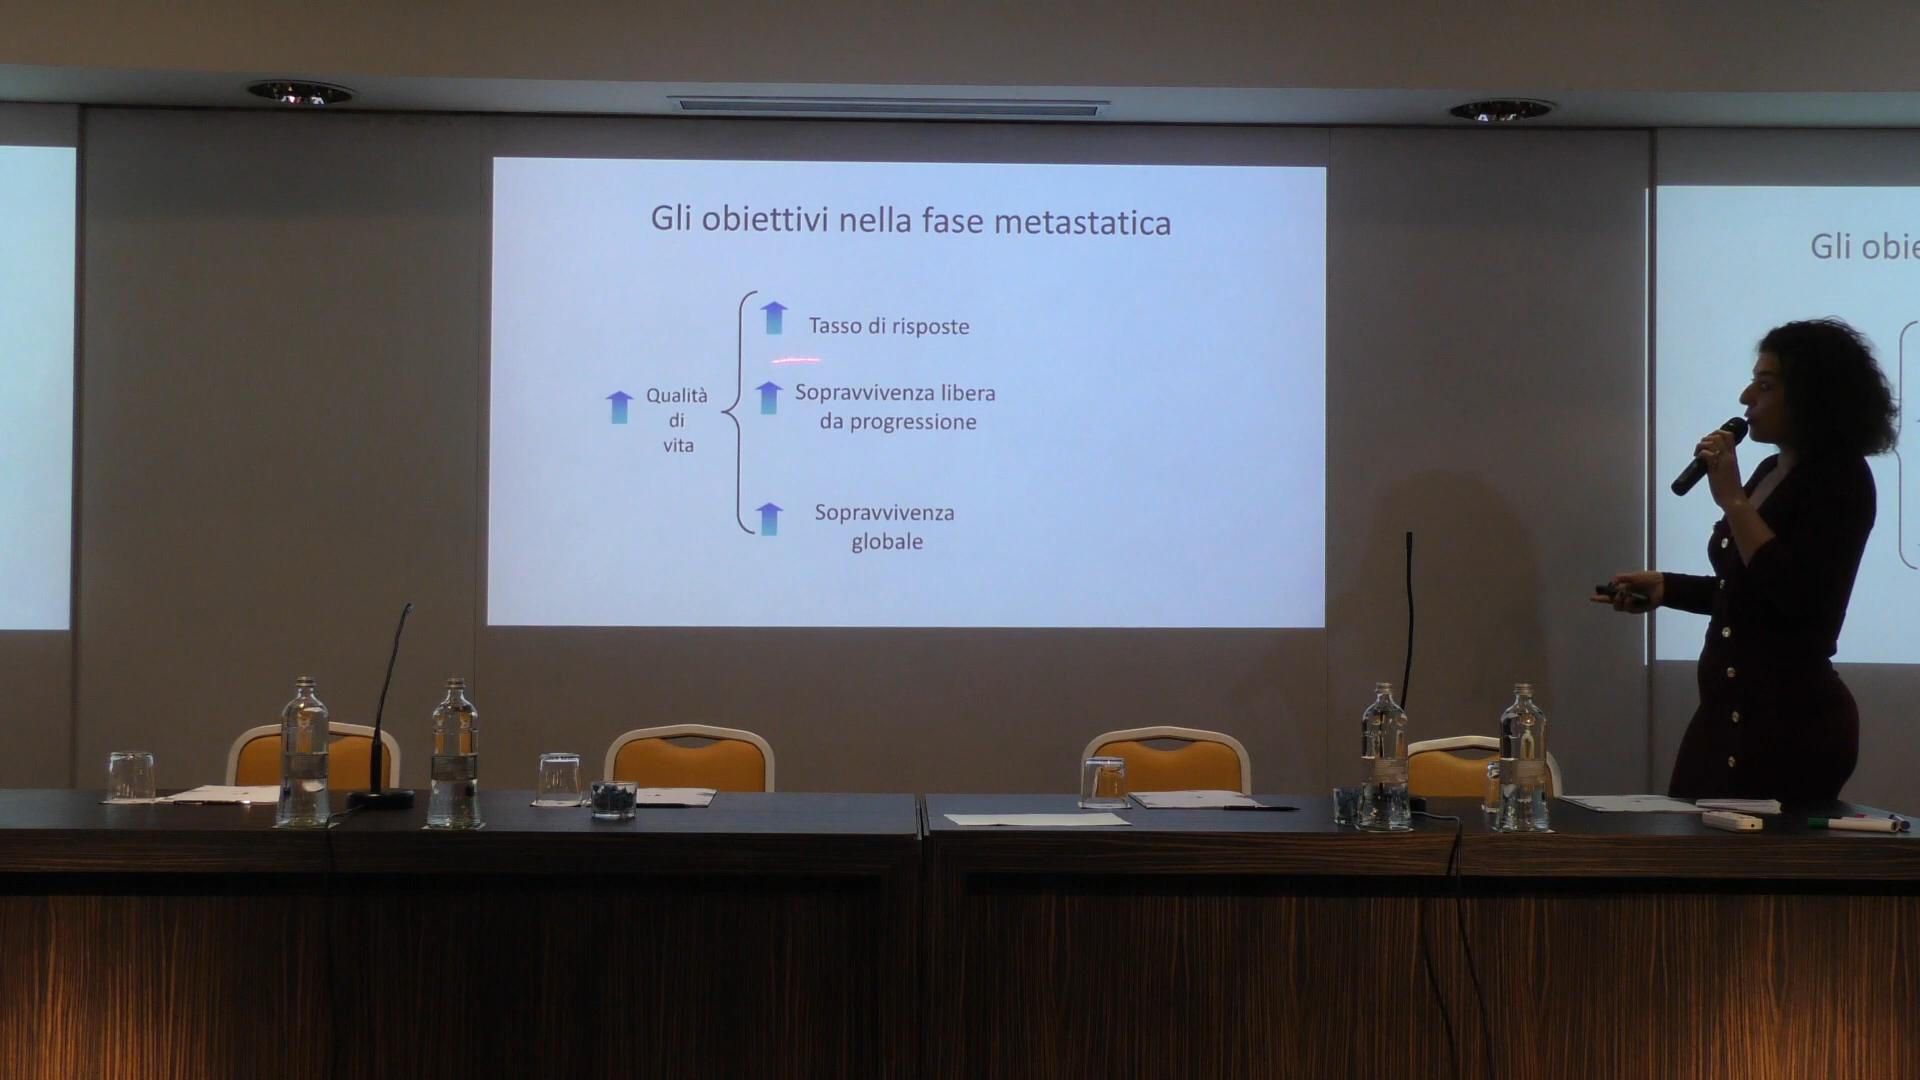 Gli obiettivi nella fase metastatica
Tasso di risposte
Qualità
di
vita
Sopravvivenza libera
da progressione
Sopravvivenza
globale
Gli obie